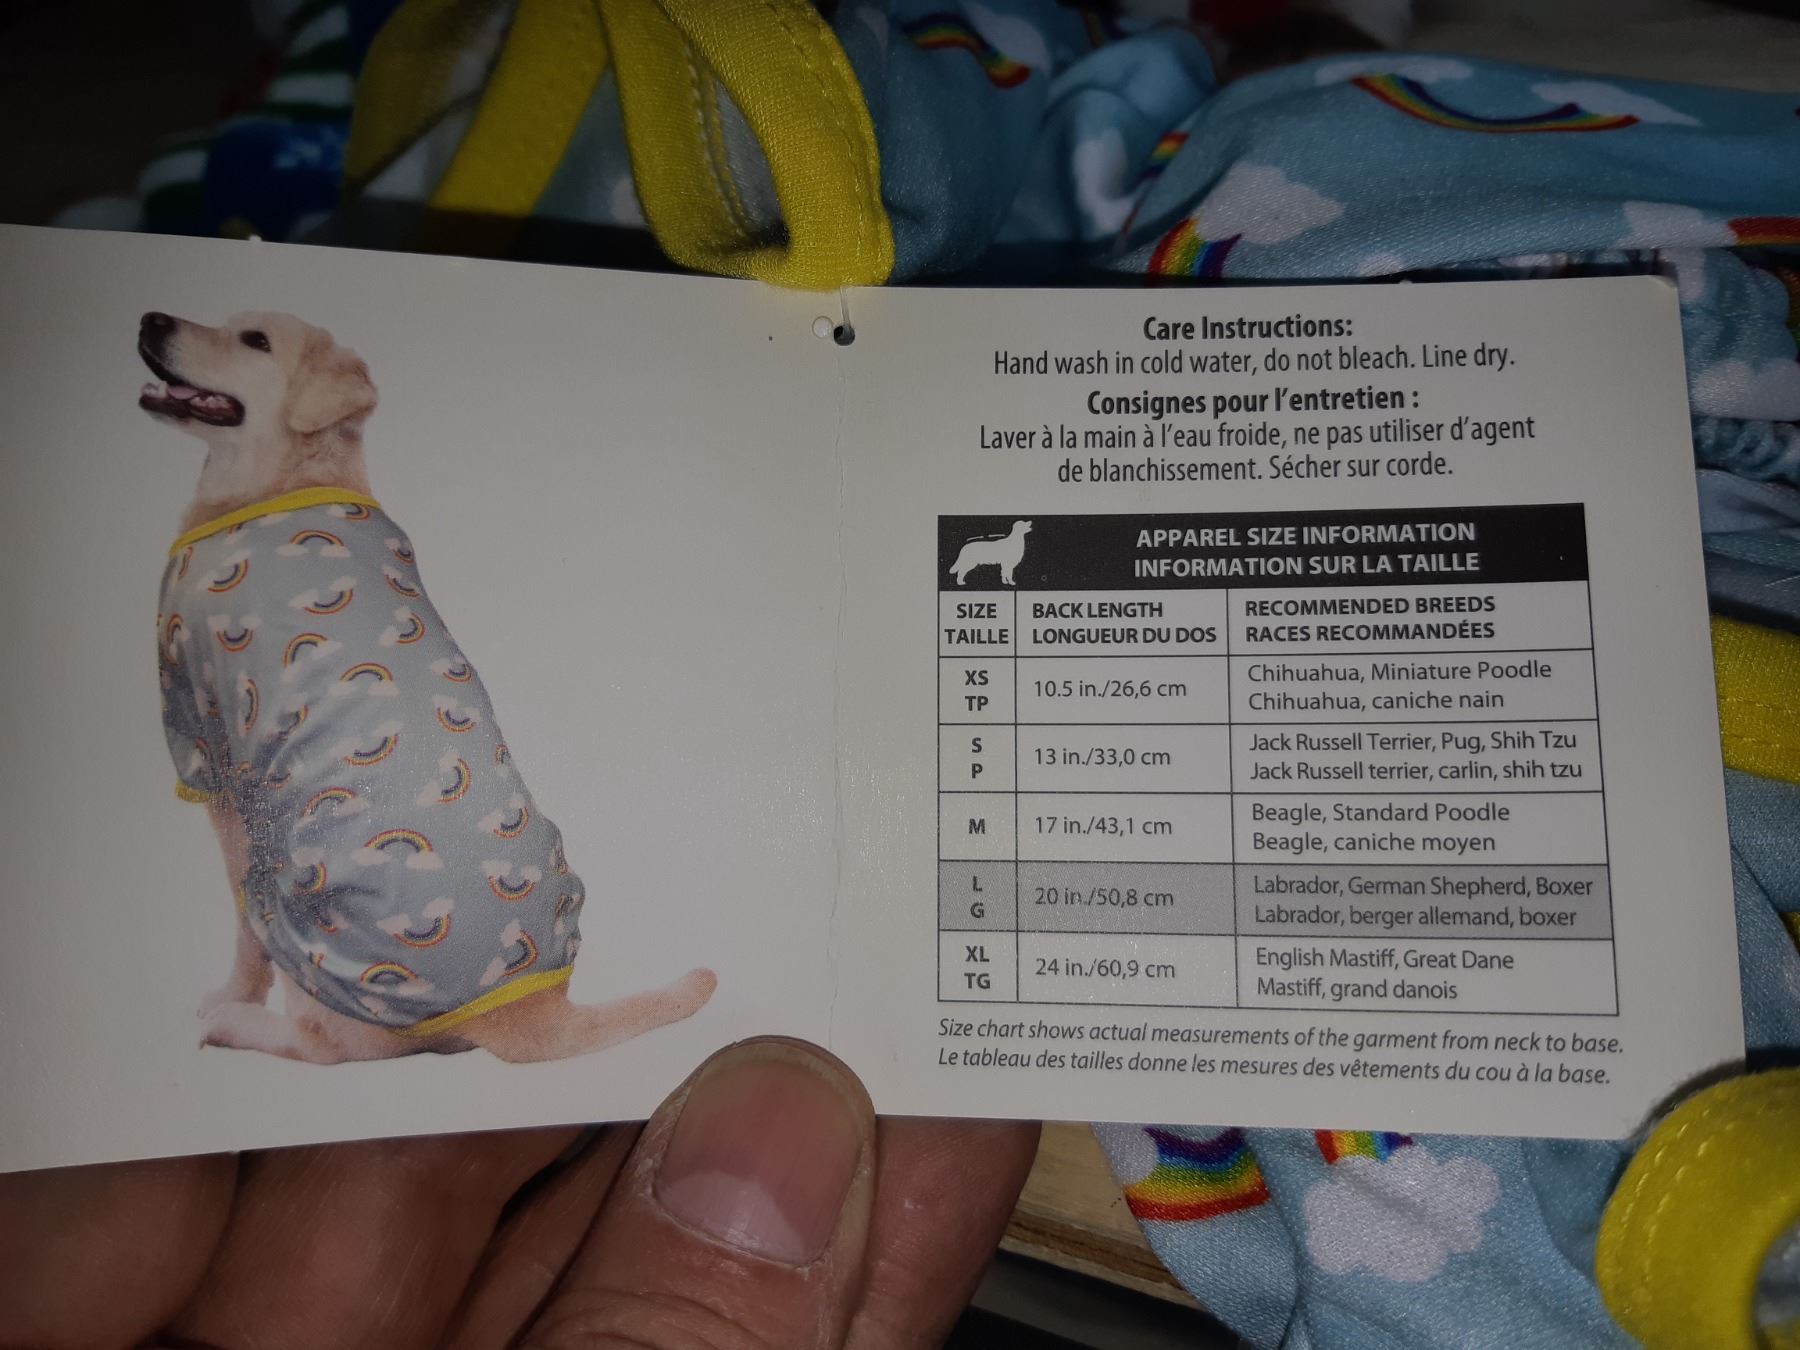 Care Instructions:
Hand wash in cold water, do not bleach. Line dry.
Consignes pour l'entretien :
Laver à la main à l'eau froide, ne pas utiliser d'agent
de blanchissement. Sécher sur corde.
APPAREL SIZE INFORMATION
INFORMATION SUR LA TAILLE
SIZE BACK LENGTH RECOMMENDED BREEDS
TAILLE LONGUEUR DU DOS RACES RECOMMANDÉES
XS 10.5 in./26,6 cm Chihuahua, Miniature Poodle
TP Chihuahua, caniche nain
S 13 in./33,0 cm Jack Russell Terrier, Pug, Shih Tzu
P Jack Russell terrier, carlin, shih tzu
M 17 in./43,1 cm Beagle, Standard Poodle
Beagle, caniche moyen
L 20 in./50,8 cm Labrador, German Shepherd, Boxer
G Labrador, berger allemand, boxer
XL 24 in./60,9 cm English Mastiff, Great Dane
TG Mastiff, grand danois
Size chart shows actual measurements of the garment from neck to base.
Le tableau des tailles donne les mesures des vêtements du cou à la base.